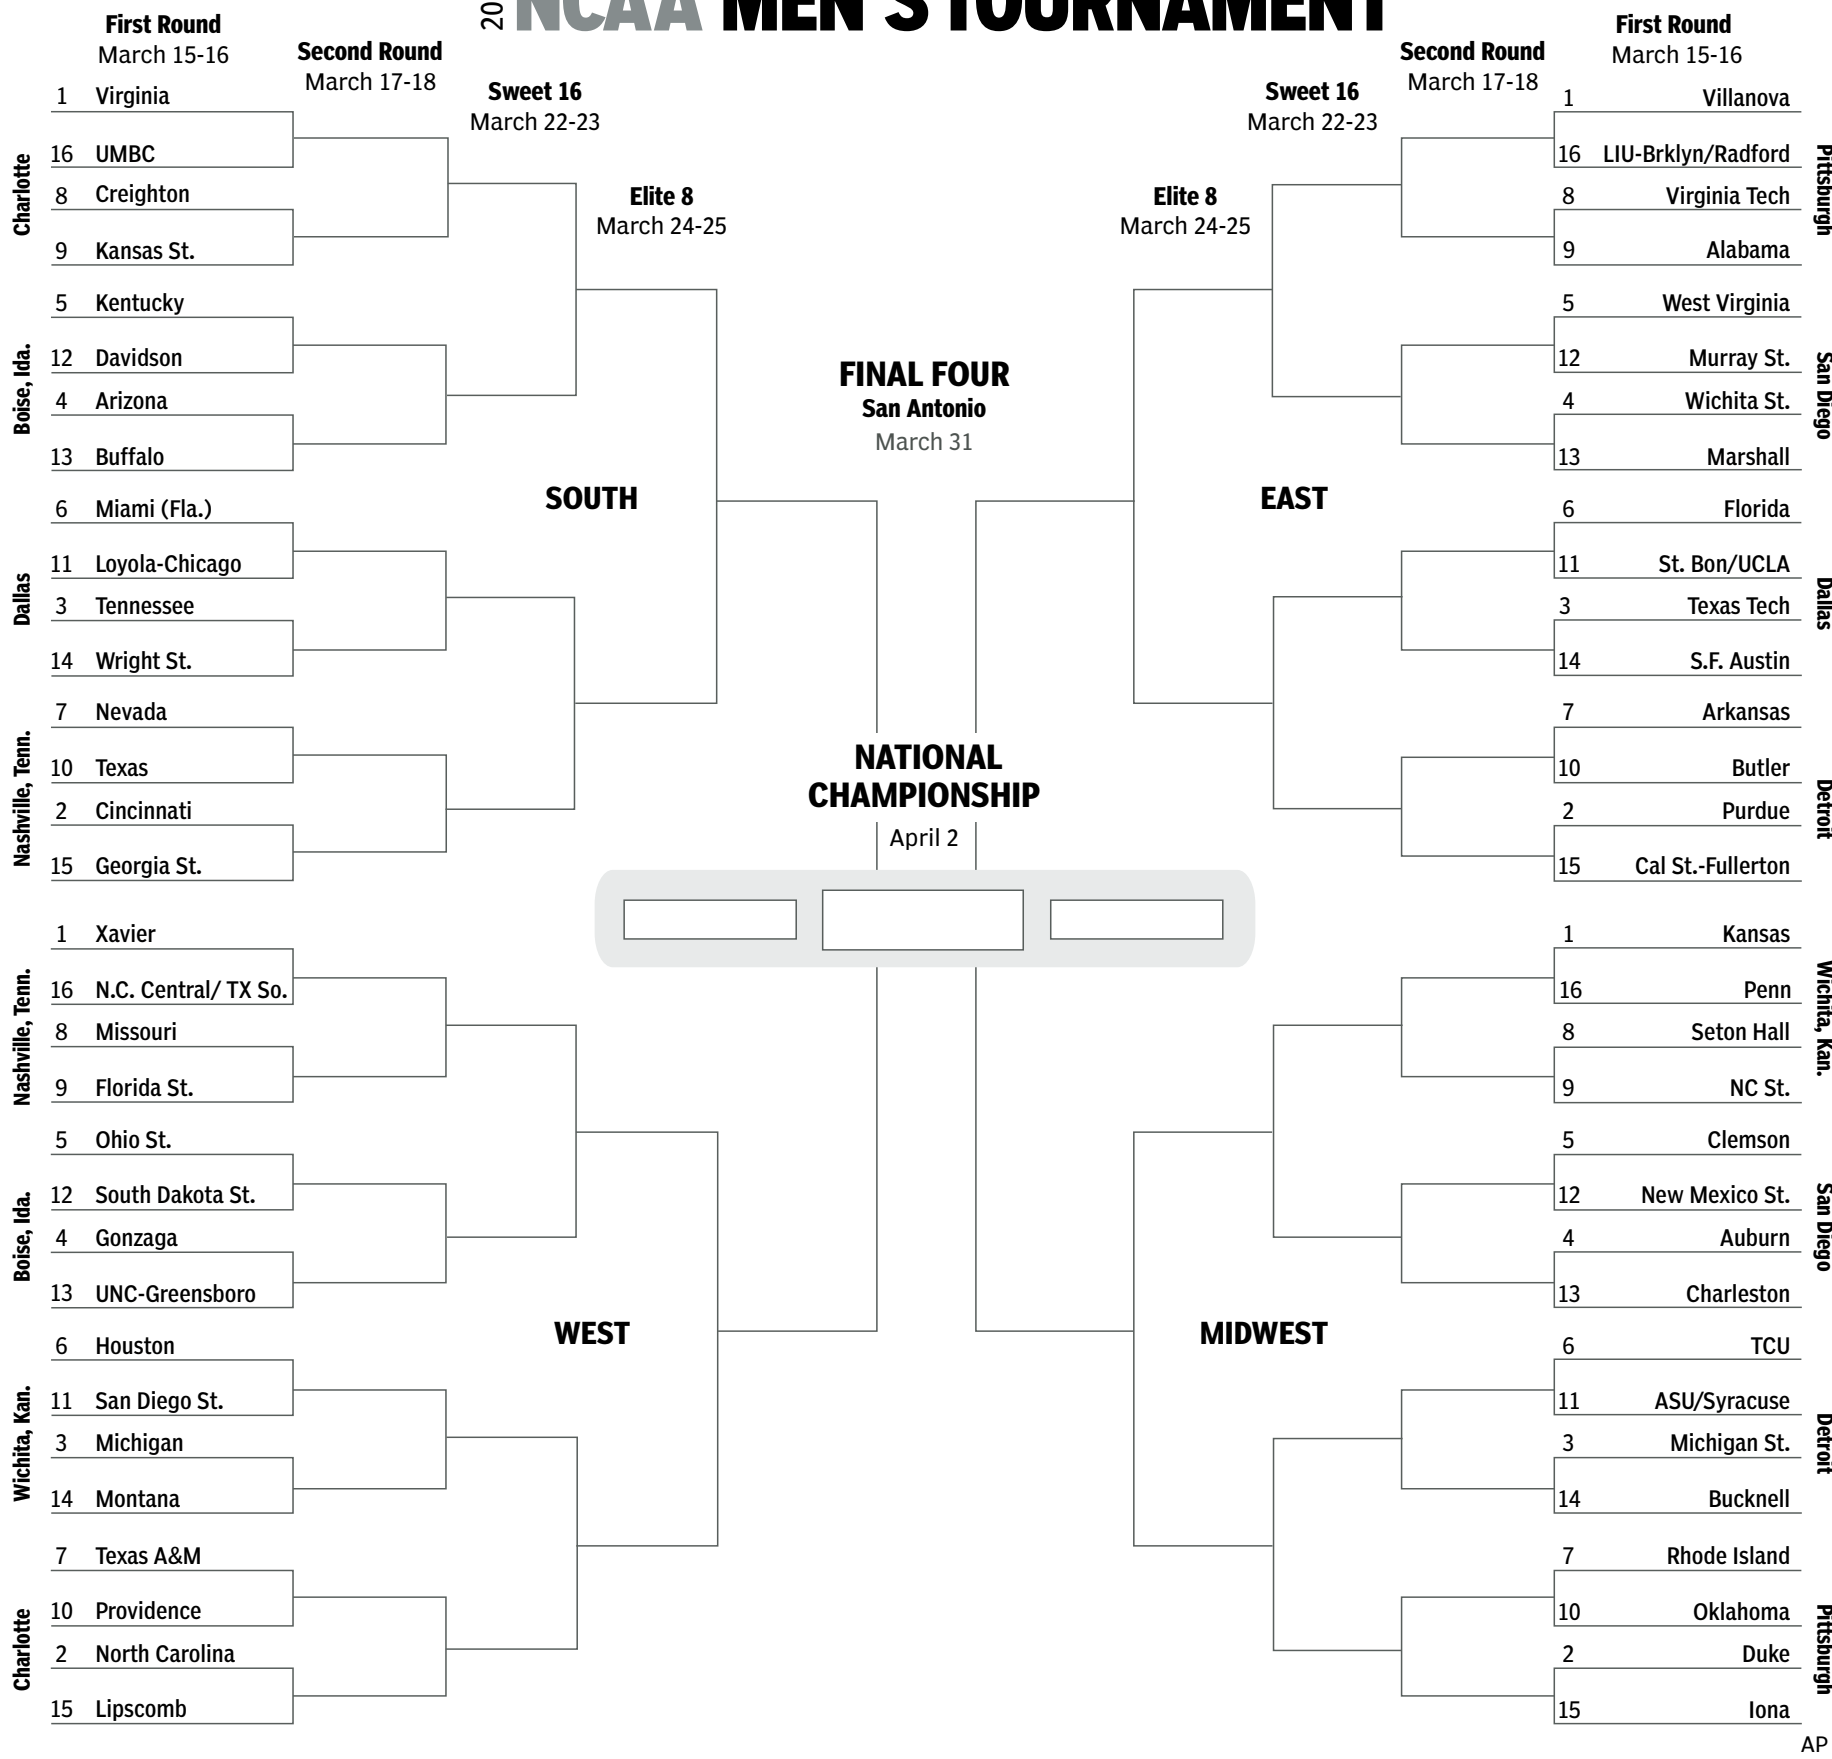 20 NCAA MEN'S TOURNAMENT
First Round
March 15-16
Second Round
March 17-18
Sweet 16
March 22-23
Elite 8
March 24-25
Charlotte
1 Virginia
16 UMBC
8 Creighton
9 Kansas St.
Boise, Ida.
5 Kentucky
12 Davidson
4 Arizona
13 Buffalo
SOUTH
Dallas
6 Miami (Fla.)
11 Loyola-Chicago
3 Tennessee
14 Wright St.
Nashville, Tenn.
7 Nevada
10 Texas
2 Cincinnati
15 Georgia St.
Nashville, Tenn.
1 Xavier
16 N.C. Central/ TX So.
8 Missouri
9 Florida St.
Boise, Ida.
5 Ohio St.
12 South Dakota St.
4 Gonzaga
13 UNC-Greensboro
WEST
Wichita, Kan.
6 Houston
11 San Diego St.
3 Michigan
14 Montana
Charlotte
7 Texas A&M
10 Providence
2 North Carolina
15 Lipscomb
FINAL FOUR
San Antonio
March 31
NATIONAL
CHAMPIONSHIP
April 2
First Round
March 15-16
Second Round
March 17-18
Sweet 16
March 22-23
Elite 8
March 24-25
1 Villanova
16 LIU-Brklyn/Radford
8 Virginia Tech
9 Alabama
Pittsburgh
5 West Virginia
12 Murray St.
4 Wichita St.
13 Marshall
San Diego
EAST
6 Florida
11 St. Bon/UCLA
3 Texas Tech
14 S.F. Austin
Dallas
7 Arkansas
10 Butler
2 Purdue
15 Cal St.-Fullerton
Detroit
1 Kansas
16 Penn
8 Seton Hall
9 NC St.
Wichita, Kan.
5 Clemson
12 New Mexico St.
4 Auburn
13 Charleston
San Diego
MIDWEST
6 TCU
11 ASU/Syracuse
3 Michigan St.
14 Bucknell
Detroit
7 Rhode Island
10 Oklahoma
2 Duke
15 Iona
Pittsburgh
AP